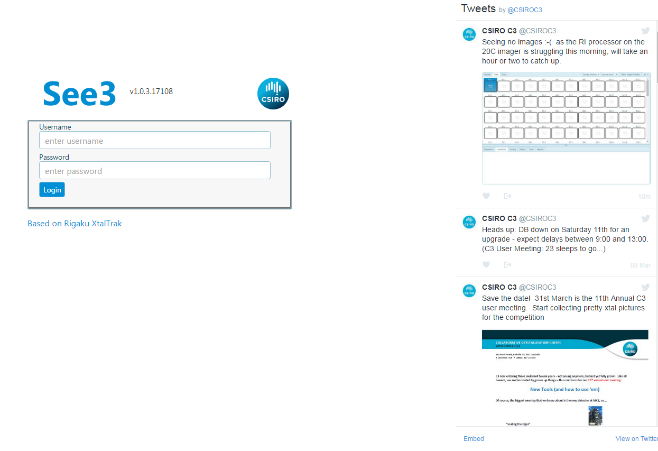 See3
v1.0.3.17108
CSIRO
Username
enter username
Password
enter password
Login
Based on Rigaku XtalTrak
Tweets by @CSIROC3
CSIRO C3 @CSIROC3
Seeing no images :-( as the RI processor on the
20C imager is struggling this morning, will take an
hour or two to catch up.
CSIRO C3 @CSIROC3
Heads up: DB down on Saturday 11th for an
upgrade - expect delays between 9:00 and 13:00.
(C3 User Meeting: 23 sleeps to go...)
CSIRO C3 @CSIROC3
Save the date! 31st March is the 11th Annual C3
user meeting. Start collecting pretty xtal pictures
for the competition
CSIRO
New Tools (and how to use 'em)
Embed
View on Twitter